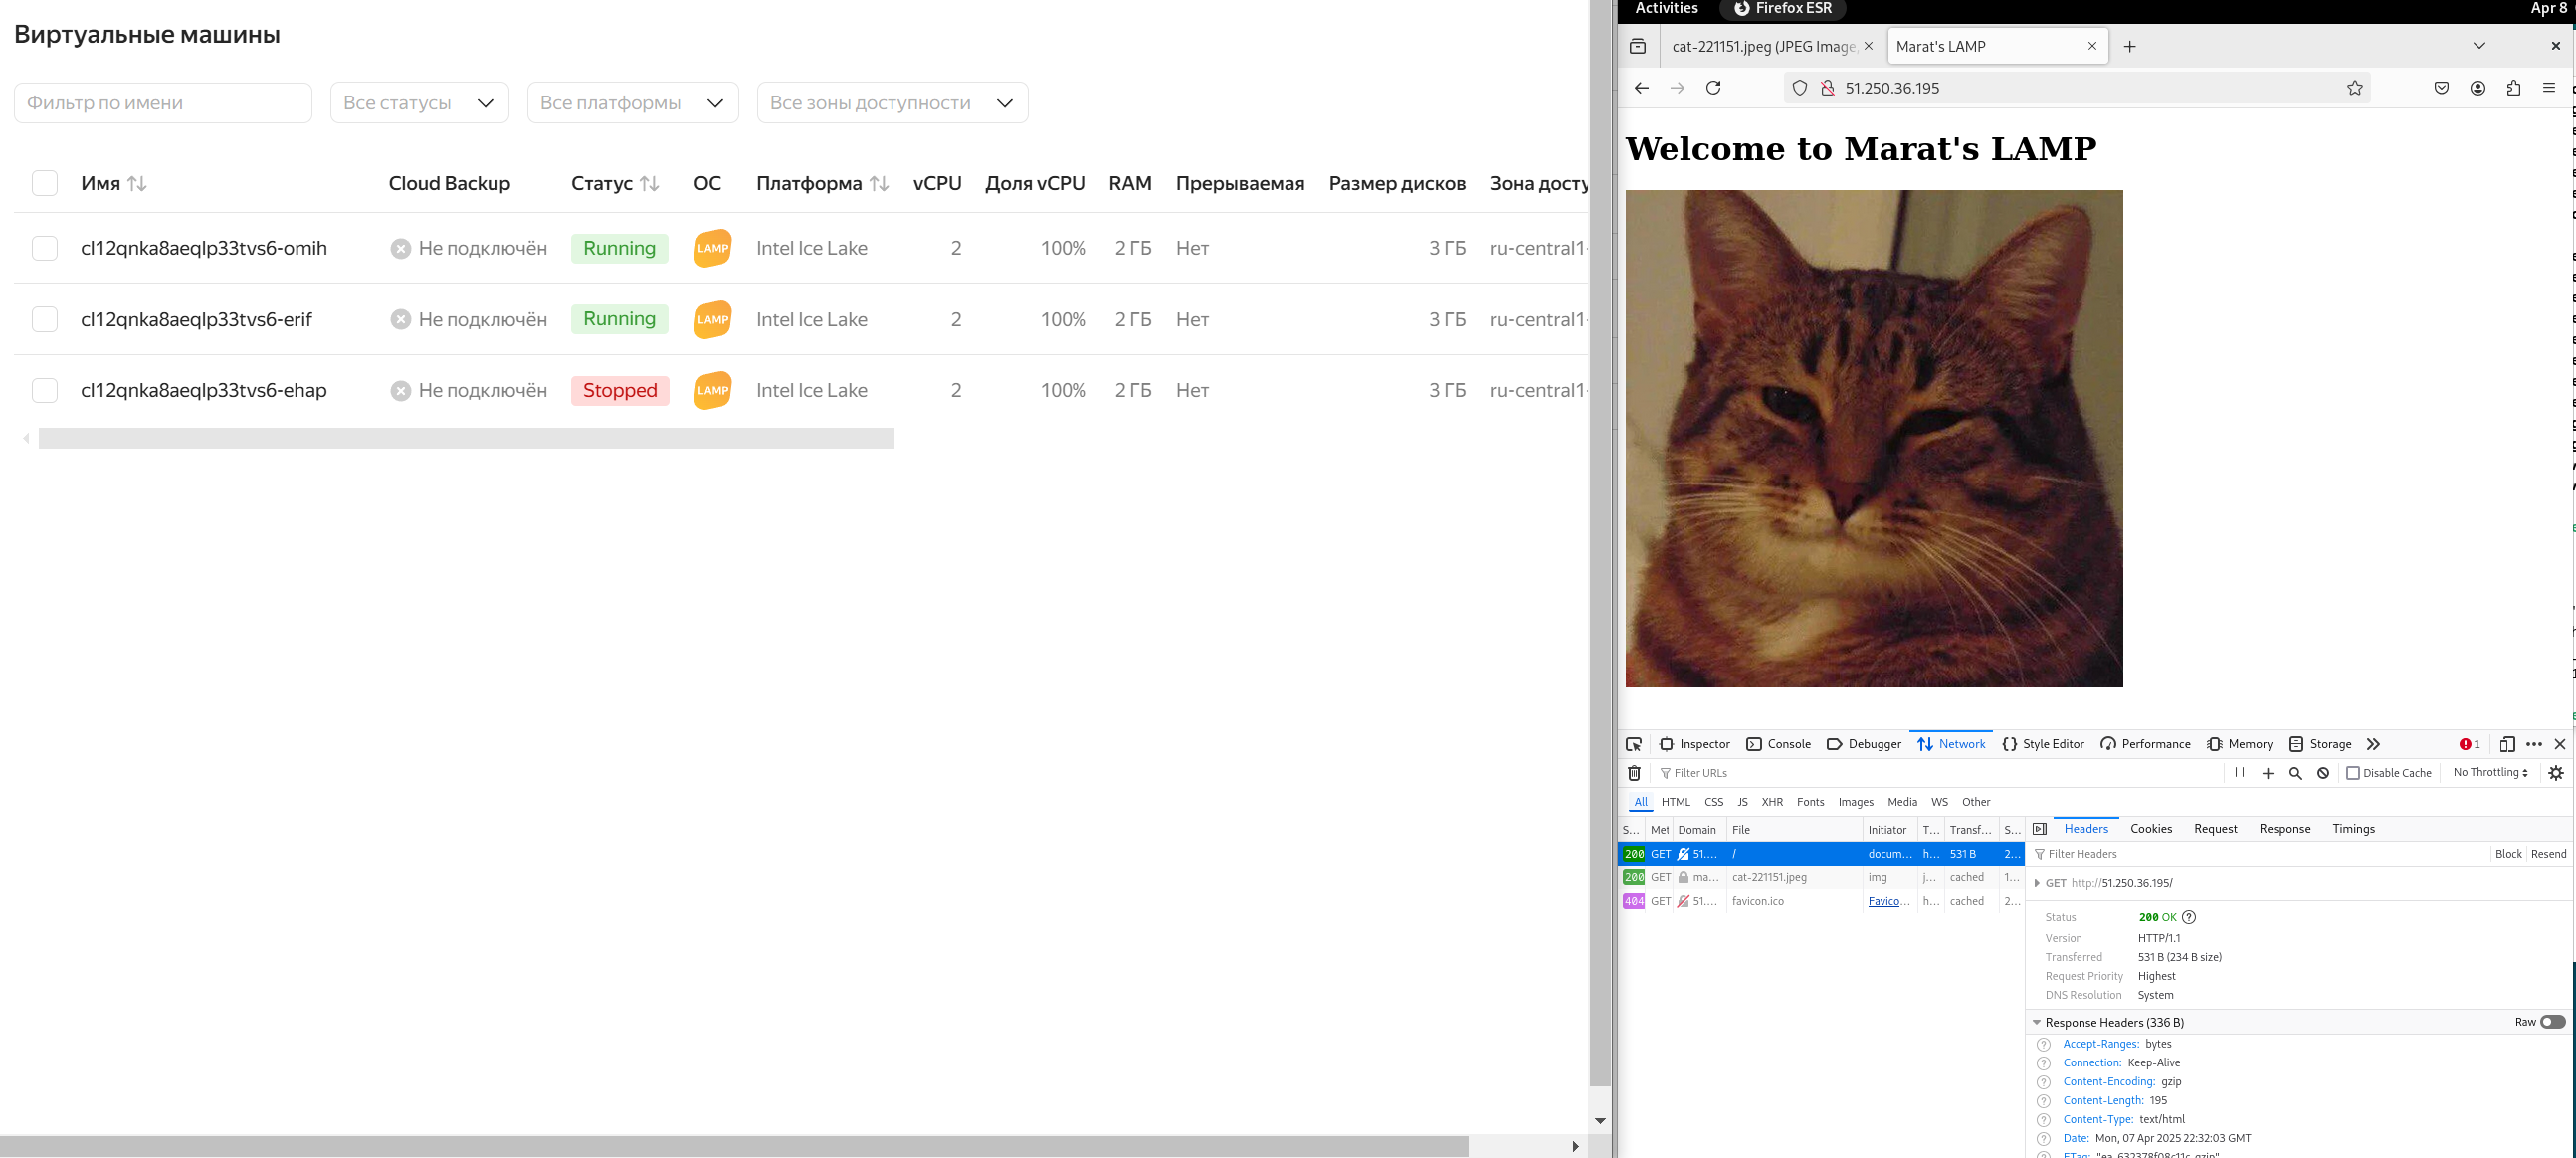 Виртуальные машины
Фильтр по имени
Все статусы
Все платформы
Все зоны доступности
Имя Cloud Backup Статус ОС Платформа vCPU Доля vCPU RAM Прерываемая Размер дисков Зона досту
cl12qnka8aeqlp33tvs6-omih Не подключён Running LAMP Intel Ice Lake 2 100% 2 ГБ Нет 3 ГБ ru-central1-
cl12qnka8aeqlp33tvs6-erif Не подключён Running LAMP Intel Ice Lake 2 100% 2 ГБ Нет 3 ГБ ru-central1-
cl12qnka8aeqlp33tvs6-ehap Не подключён Stopped LAMP Intel Ice Lake 2 100% 2 ГБ Нет 3 ГБ ru-central1-
Activities Firefox ESR Apr 8
cat-221151.jpeg (JPEG Image, Marat's LAMP
51.250.36.195
Welcome to Marat's LAMP
Inspector Console Debugger Network Style Editor Performance Memory Storage 1
Filter URLs Disable Cache No Throttling
All HTML CSS JS XHR Fonts Images Media WS Other
S... Met Domain File Initiator T... Transf... S...
200 GET 51.... / docum... h... 531 B 2...
200 GET ma... cat-221151.jpeg img j... cached 1...
404 GET 51.... favicon.ico Favico... h... cached 2...
Headers Cookies Request Response Timings
Filter Headers Block Resend
GET http://51.250.36.195/
Status 200 OK
Version HTTP/1.1
Transferred 531 B (234 B size)
Request Priority Highest
DNS Resolution System
Response Headers (336 B) Raw
Accept-Ranges: bytes
Connection: Keep-Alive
Content-Encoding: gzip
Content-Length: 195
Content-Type: text/html
Date: Mon, 07 Apr 2025 22:32:03 GMT